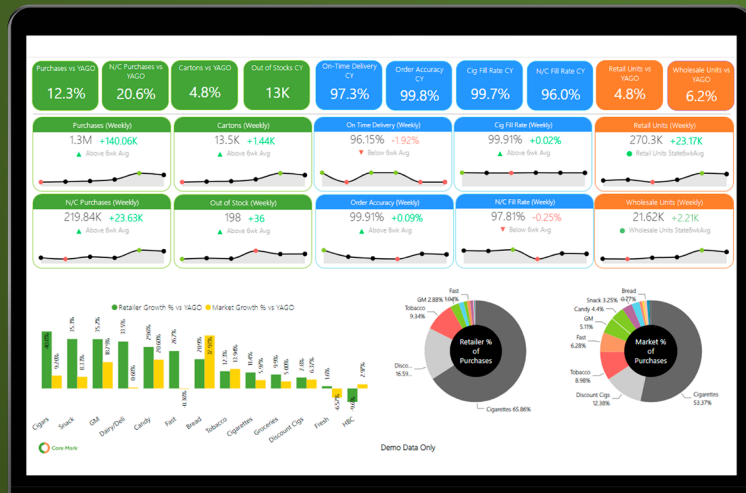 Purchases vs YAGO
12.3%
N/C Purchases vs
YAGO
20.6%
Cartons vs YAGO
4.8%
Out of Stocks CY
13K
On-Time Delivery
CY
97.3%
Order Accuracy
CY
99.8%
Cig Fill Rate CY
99.7%
N/C Fill Rate CY
96.0%
Retail Units vs
YAGO
4.8%
Wholesale Units vs
YAGO
6.2%
Purchases (Weekly)
1.3M +140.06K
Above 6wk Avg
Cartons (Weekly)
13.5K +1.44K
Above 6wk Avg
On Time Delivery (Weekly)
96.15% -1.92%
Below 6wk Avg
Cig Fill Rate (Weekly)
99.91% +0.02%
Above 6wk Avg
Retail Units (Weekly)
270.3K +23.17K
Retail Units State6wkAvg
N/C Purchases (Weekly)
219.84K +23.63K
Above 6wk Avg
Out of Stock (Weekly)
198 +36
Above 6wk Avg
Order Accuracy (Weekly)
99.91% +0.09%
Above 6wk Avg
N/C Fill Rate (Weekly)
97.81% -0.25%
Below 6wk Avg
Wholesale Units (Weekly)
21.62K +2.21K
Wholesale Units State6wkAvg
Retailer Growth % vs YAGO
Market Growth % vs YAGO
Cigars
Snack
GM
Dairy/Deli
Candy
Fast
Bread
Tobacco
Cigarettes
Groceries
Discount Cigs
Fresh
HBC
Fast
GM 2.88%
Tobacco
9.34%
Disco...
16.59...
Cigarettes 65.86%
Retailer %
of
Purchases
Bread
Snack 3.25%
Candy 4.4%
GM
5.11%
Fast
6.28%
Tobacco
8.98%
Discount Cigs
12.38%
Cigarettes
53.37%
Market %
of
Purchases
Core-Mark
Demo Data Only